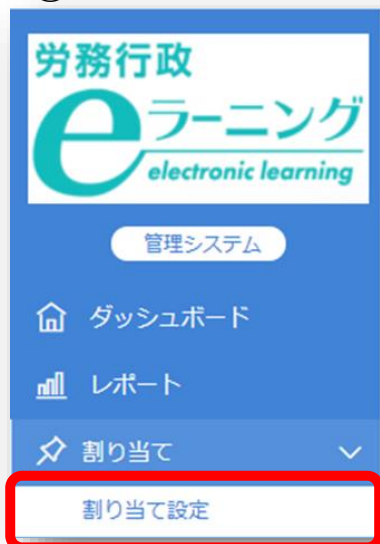 労務行政
eラーニング
electronic learning
管理システム
ダッシュボード
レポート
割り当て
割り当て設定